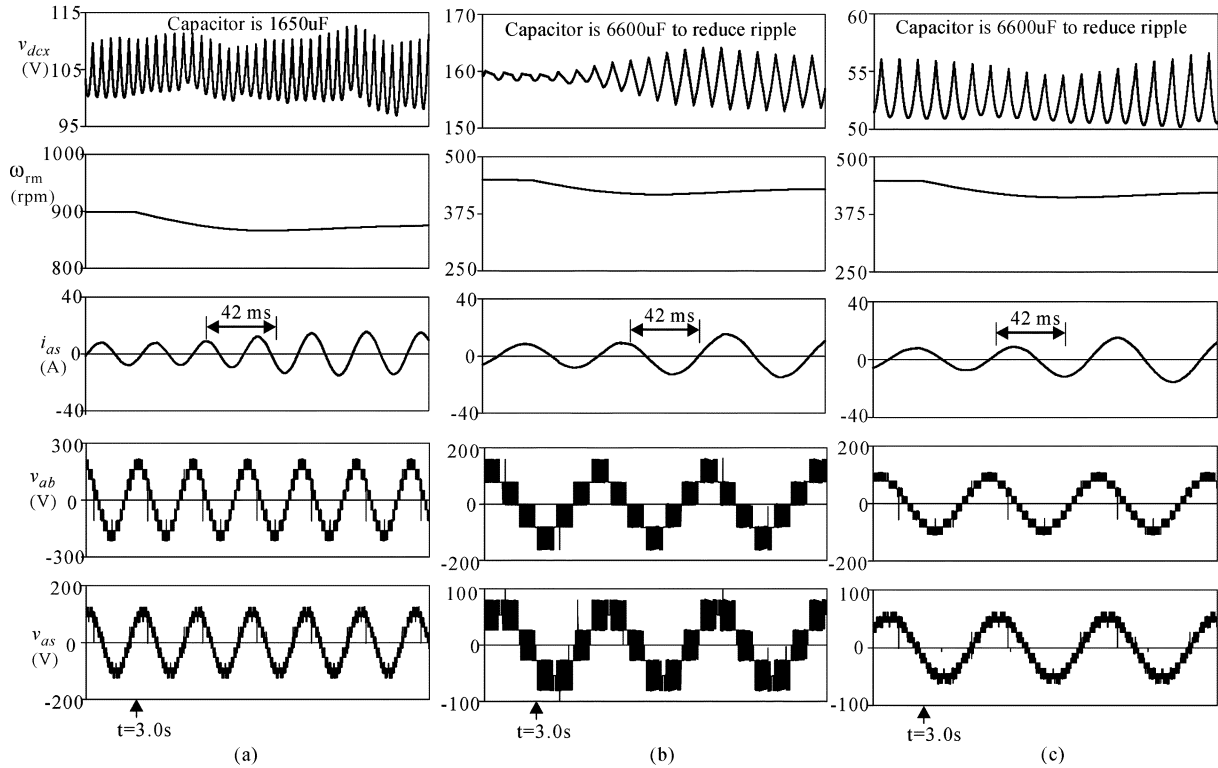 Capacitor is 1650uF
115
v_dcx
(V)
105
95
1000
ω_rm
(rpm)
900
800
40
42 ms
i_as
(A)
0
-40
300
v_ab
(V)
0
-300
200
v_as
(V)
0
-200
t=3.0s
(a)
170
Capacitor is 6600uF to reduce ripple
160
150
500
375
250
40
42 ms
0
-40
200
0
-200
100
0
-100
t=3.0s
(b)
60
Capacitor is 6600uF to reduce ripple
55
50
500
375
250
40
42 ms
0
-40
200
0
-200
100
0
-100
t=3.0s
(c)